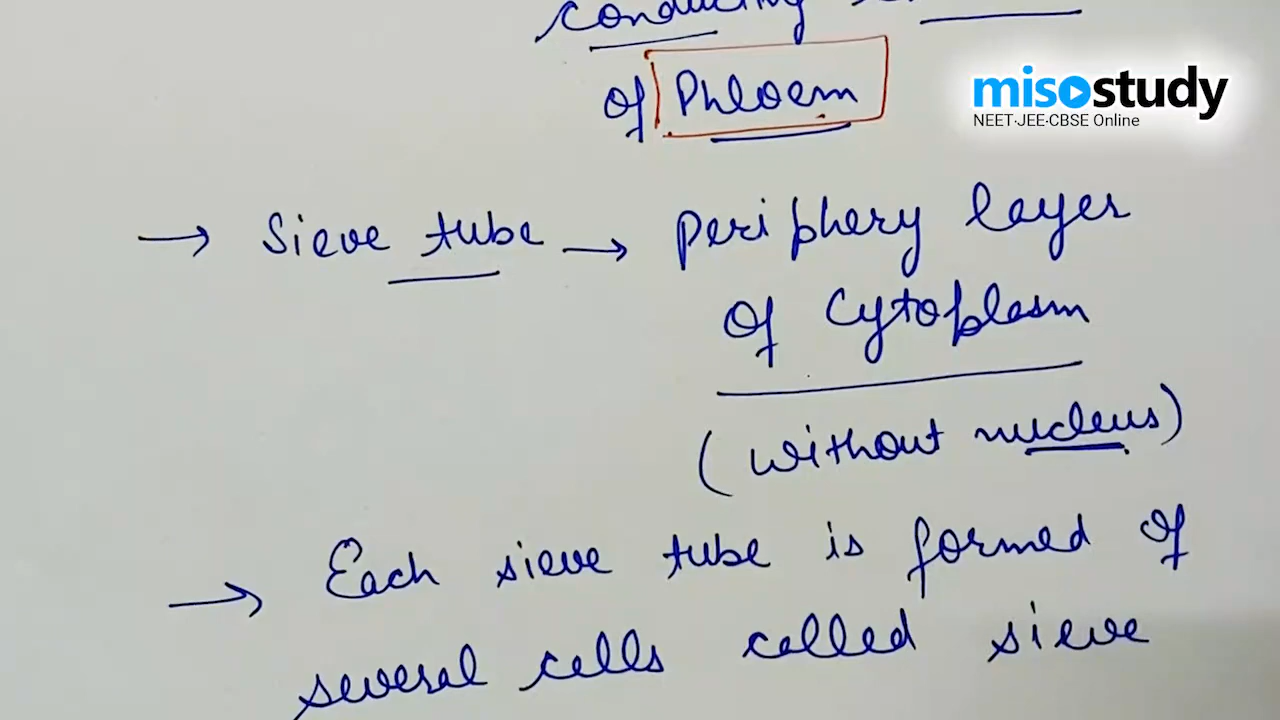 conducting
of Phloem
misostudy
NEET·JEE·CBSE Online
→ Sieve tube → Periphery layer
of Cytoplasm
(without nucleus)
→ Each sieve tube is formed of
several cells called sieve